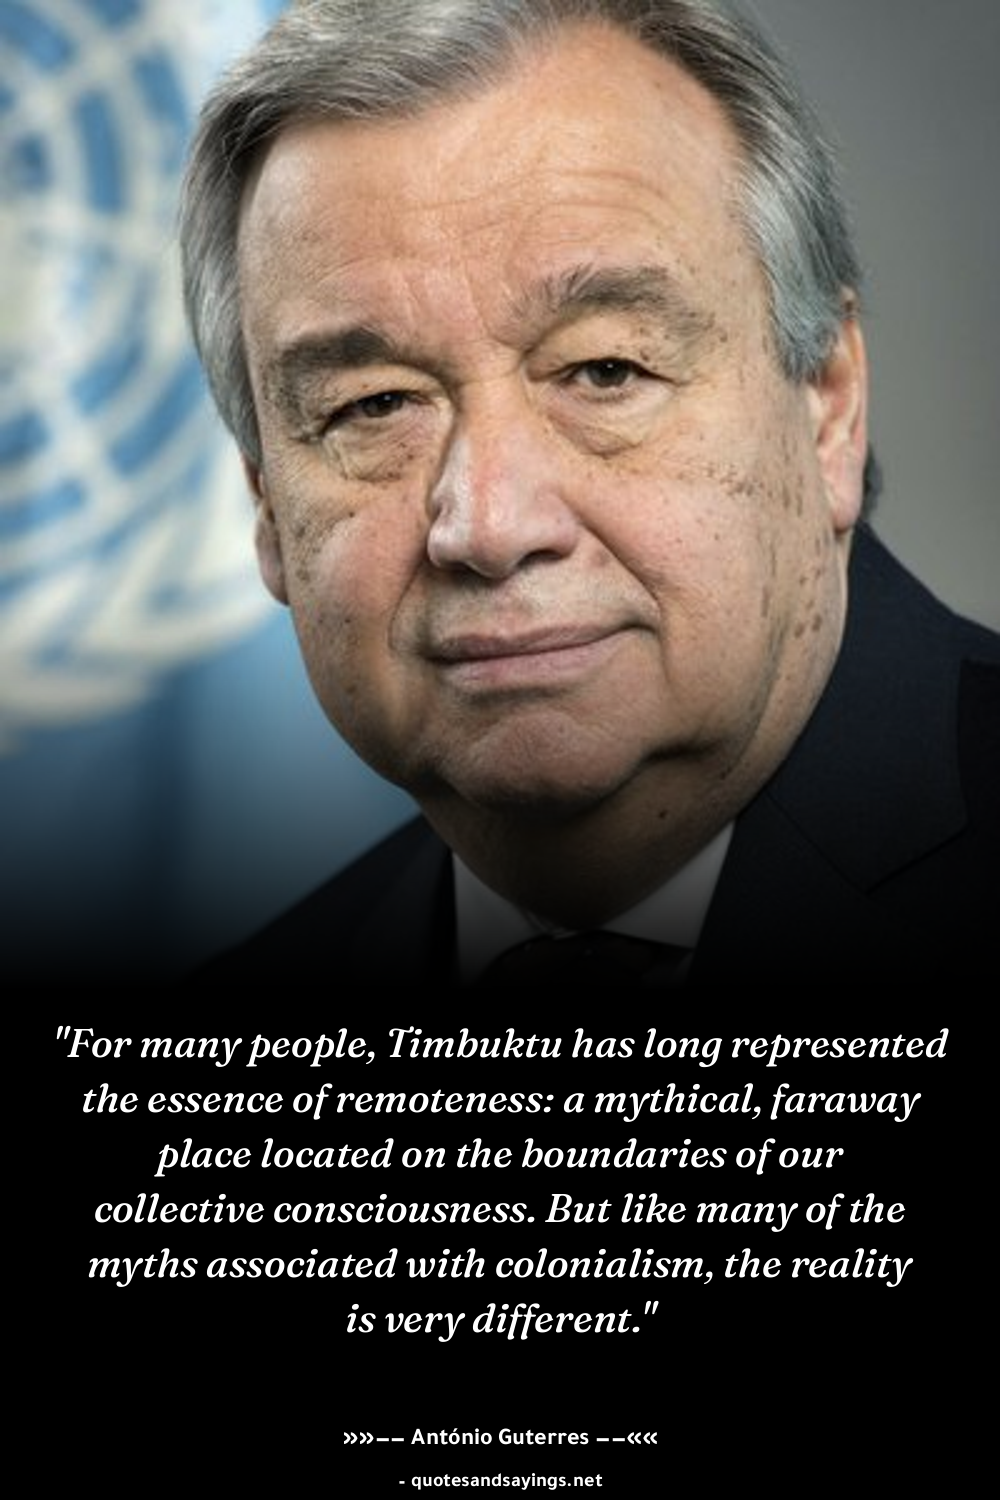 "For many people, Timbuktu has long represented
the essence of remoteness: a mythical, faraway
place located on the boundaries of our
collective consciousness. But like many of the
myths associated with colonialism, the reality
is very different."
»»–– António Guterres ––««
- quotesandsayings.net